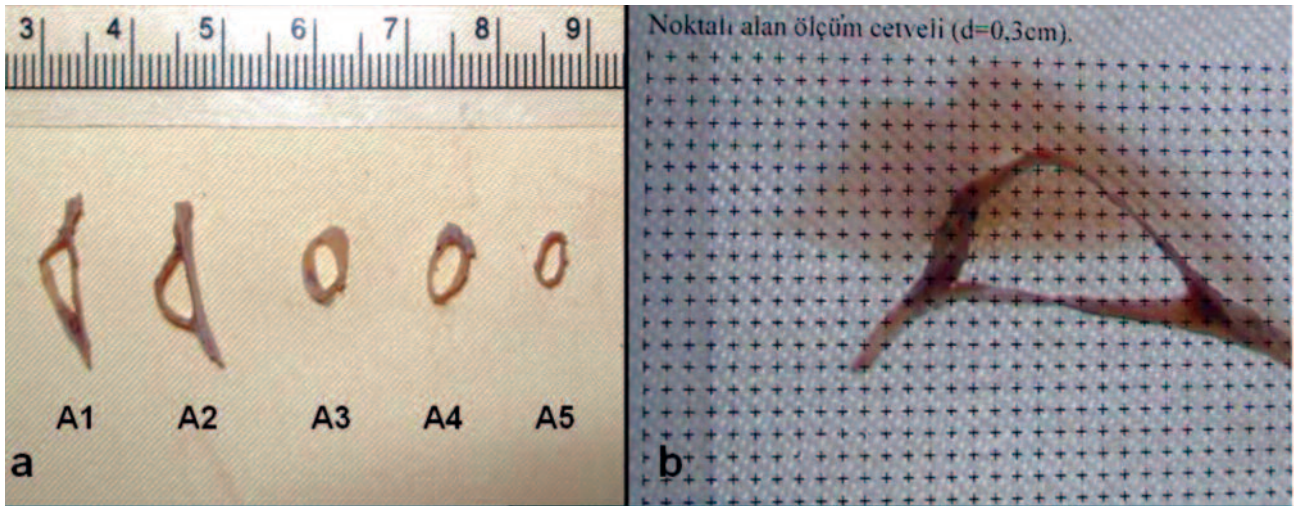 3 4 5 6 7 8 9
Noktalı alan ölçüm cetveli (d=0,3cm).
A1 A2 A3 A4 A5
a
b